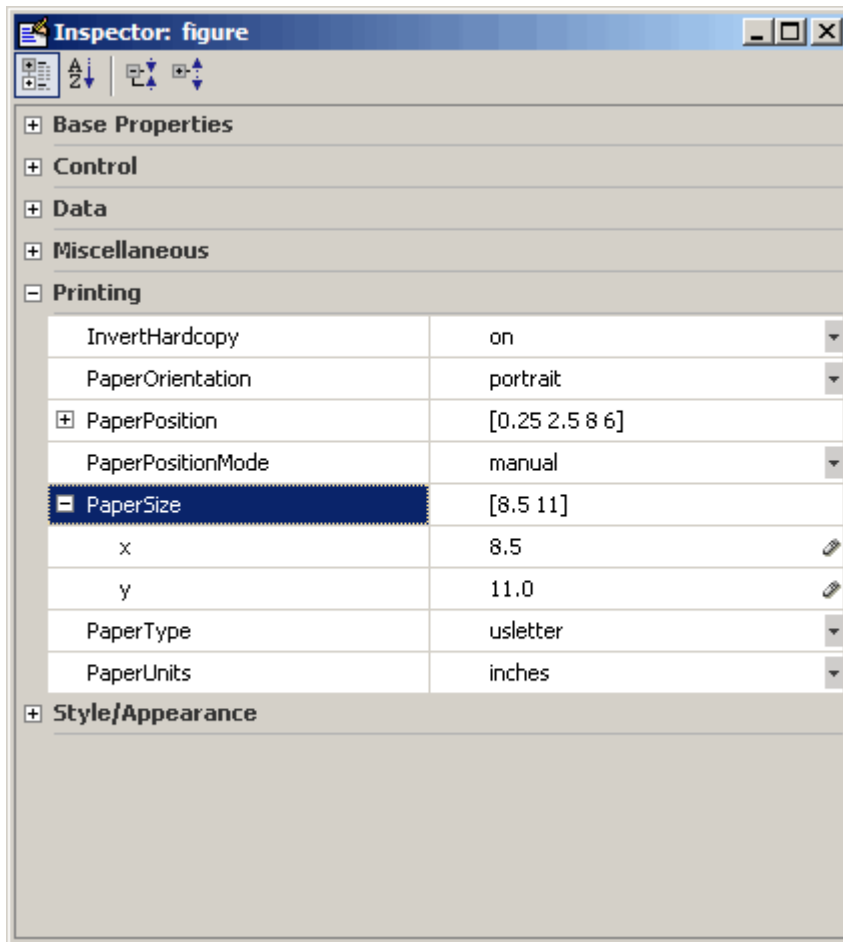 Inspector: figure
Base Properties
Control
Data
Miscellaneous
Printing
InvertHardcopy on
PaperOrientation portrait
PaperPosition [0.25 2.5 8 6]
PaperPositionMode manual
PaperSize [8.5 11]
x 8.5
y 11.0
PaperType usletter
PaperUnits inches
Style/Appearance